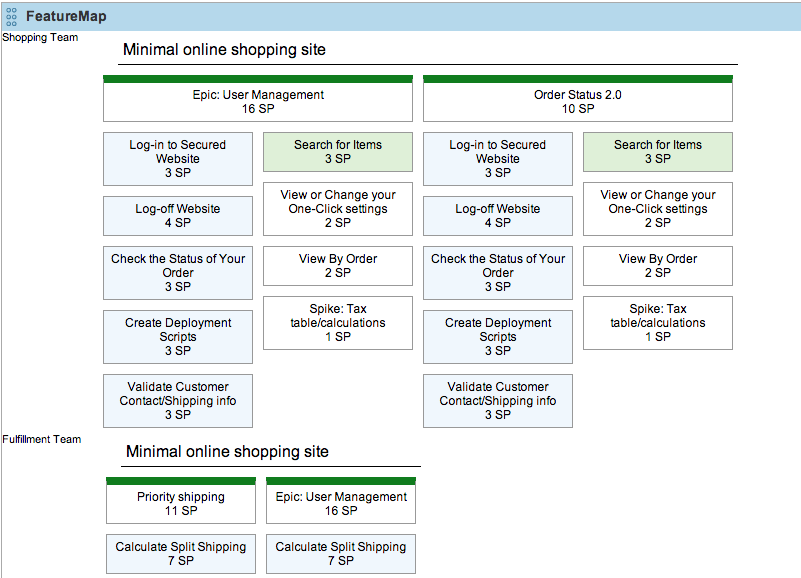 FeatureMap
Shopping Team
Minimal online shopping site
Epic: User Management
16 SP
Order Status 2.0
10 SP
Log-in to Secured
Website
3 SP
Search for Items
3 SP
Log-in to Secured
Website
3 SP
Search for Items
3 SP
Log-off Website
4 SP
View or Change your
One-Click settings
2 SP
Log-off Website
4 SP
View or Change your
One-Click settings
2 SP
Check the Status of Your
Order
3 SP
View By Order
2 SP
Check the Status of Your
Order
3 SP
View By Order
2 SP
Create Deployment
Scripts
3 SP
Spike: Tax
table/calculations
1 SP
Create Deployment
Scripts
3 SP
Spike: Tax
table/calculations
1 SP
Validate Customer
Contact/Shipping info
3 SP
Validate Customer
Contact/Shipping info
3 SP
Fulfillment Team
Minimal online shopping site
Priority shipping
11 SP
Epic: User Management
16 SP
Calculate Split Shipping
7 SP
Calculate Split Shipping
7 SP